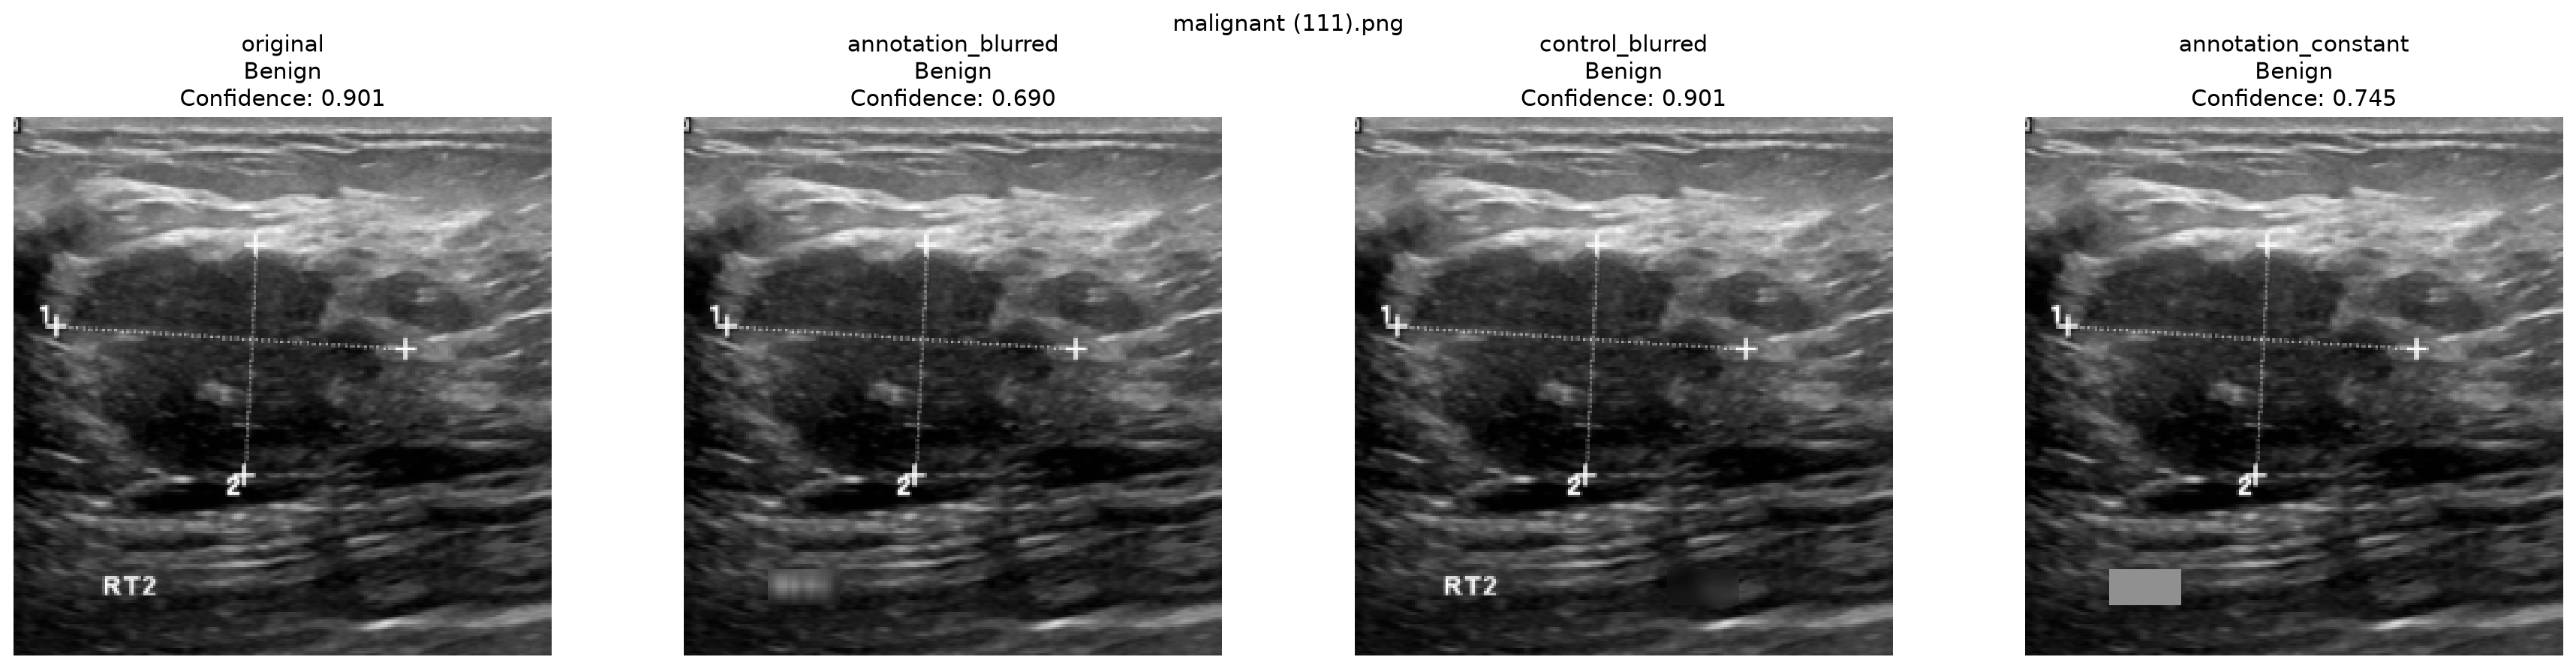 malignant (111).png
original
Benign
Confidence: 0.901
1
2
RT2
annotation_blurred
Benign
Confidence: 0.690
1
2
control_blurred
Benign
Confidence: 0.901
1
2
RT2
annotation_constant
Benign
Confidence: 0.745
1
2